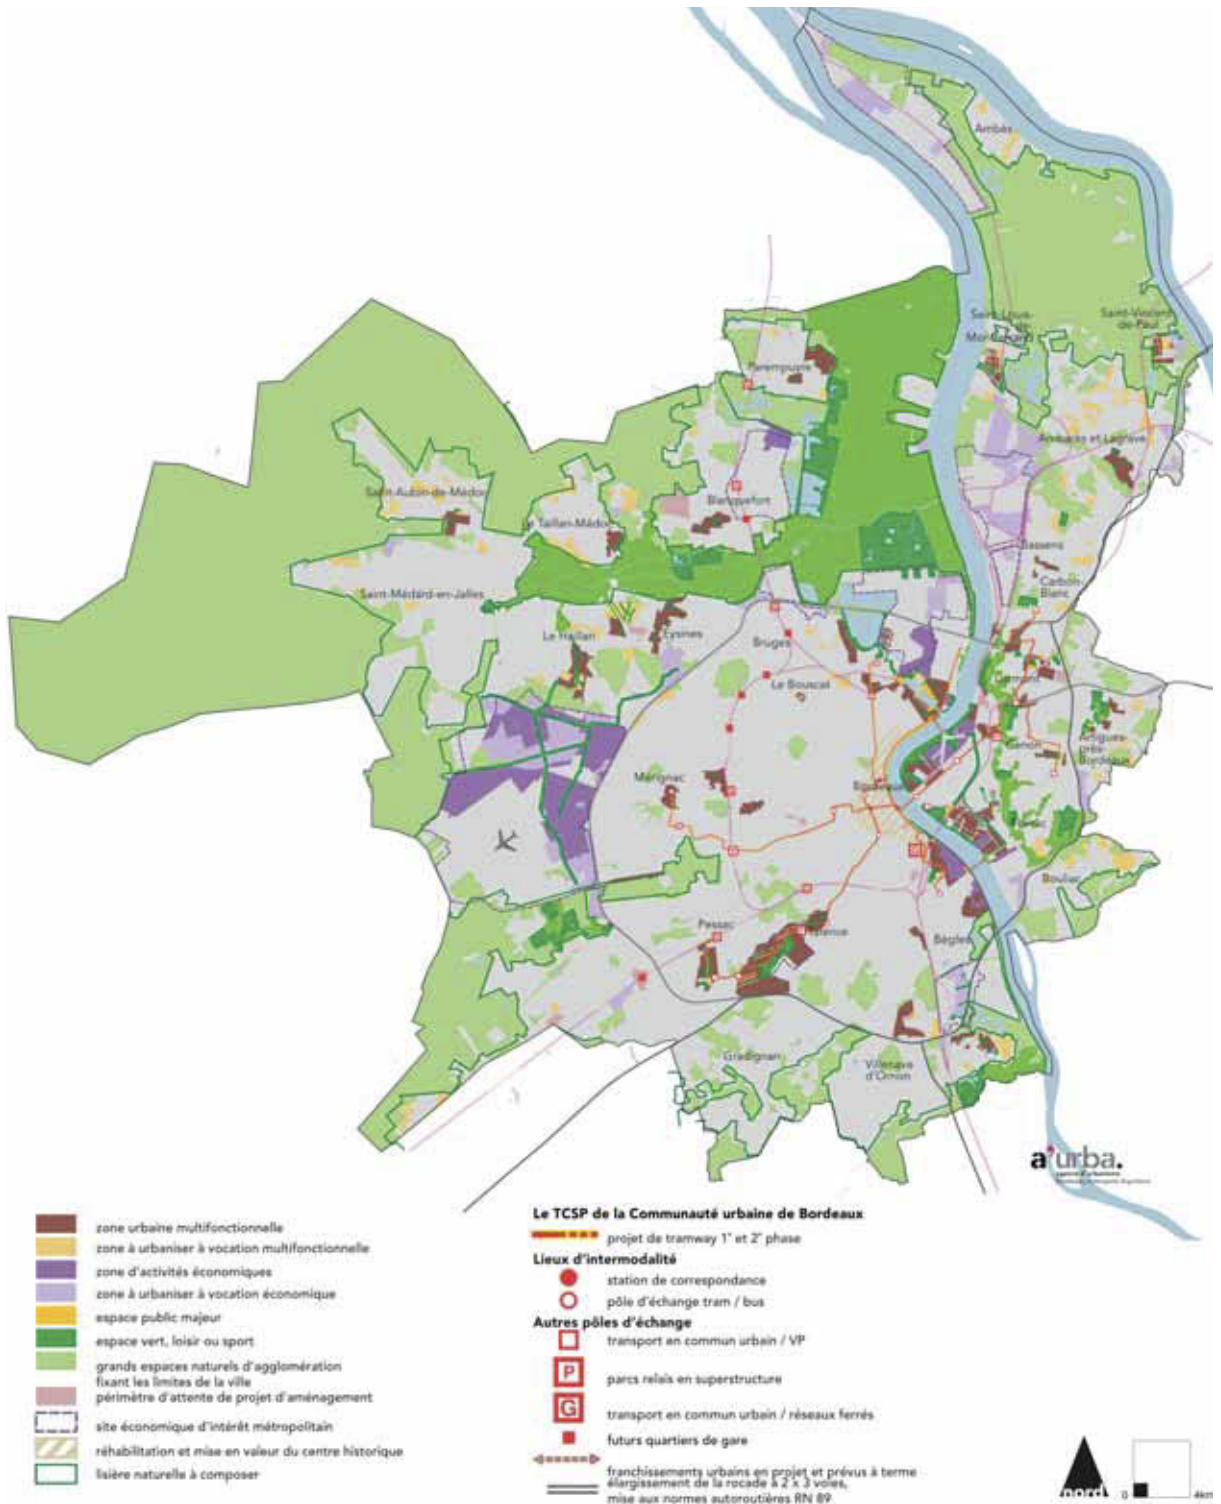 Ambès
Saint-Louis-
de-
Montferrand
Saint-Vincent-
de-Paul
Parempuyre
Ambarès et Lagrave
Saint-Aubin-de-Médoc
Le Taillan-Médoc
Blanquefort
Bassens
Carbon-
Blanc
Saint-Médard-en-Jalles
Le Haillan
Eysines
Bruges
Le Bouscat
Cenon
Artigues-
près-
Bordeaux
Mérignac
Bordeaux
Bouliac
Pessac
Talence
Bègles
Gradignan
Villenave
d'Ornon
a'urba.
zone urbaine multifonctionnelle
zone à urbaniser à vocation multifonctionnelle
zone d'activités économiques
zone à urbaniser à vocation économique
espace public majeur
espace vert, loisir ou sport
grands espaces naturels d'agglomération
fixant les limites de la ville
périmètre d'attente de projet d'aménagement
site économique d'intérêt métropolitain
réhabilitation et mise en valeur du centre historique
lisière naturelle à composer
Le TCSP de la Communauté urbaine de Bordeaux
projet de tramway 1° et 2° phase
Lieux d'intermodalité
station de correspondance
pôle d'échange tram / bus
Autres pôles d'échange
transport en commun urbain / VP
P
parcs relais en superstructure
G
transport en commun urbain / réseaux ferrés
futurs quartiers de gare
franchissements urbains en projet et prévus à terme
élargissement de la rocade à 2 x 3 voies,
mise aux normes autoroutières RN 89
nord
0 4km